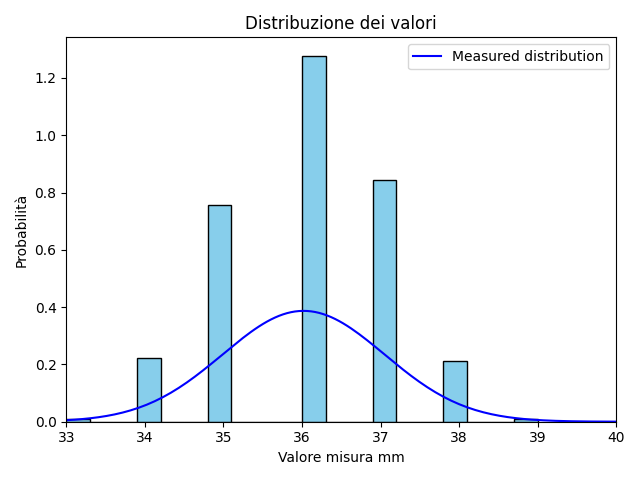 Distribuzione dei valori
Measured distribution
Probabilità
1.2
1.0
0.8
0.6
0.4
0.2
0.0
33 34 35 36 37 38 39 40
Valore misura mm